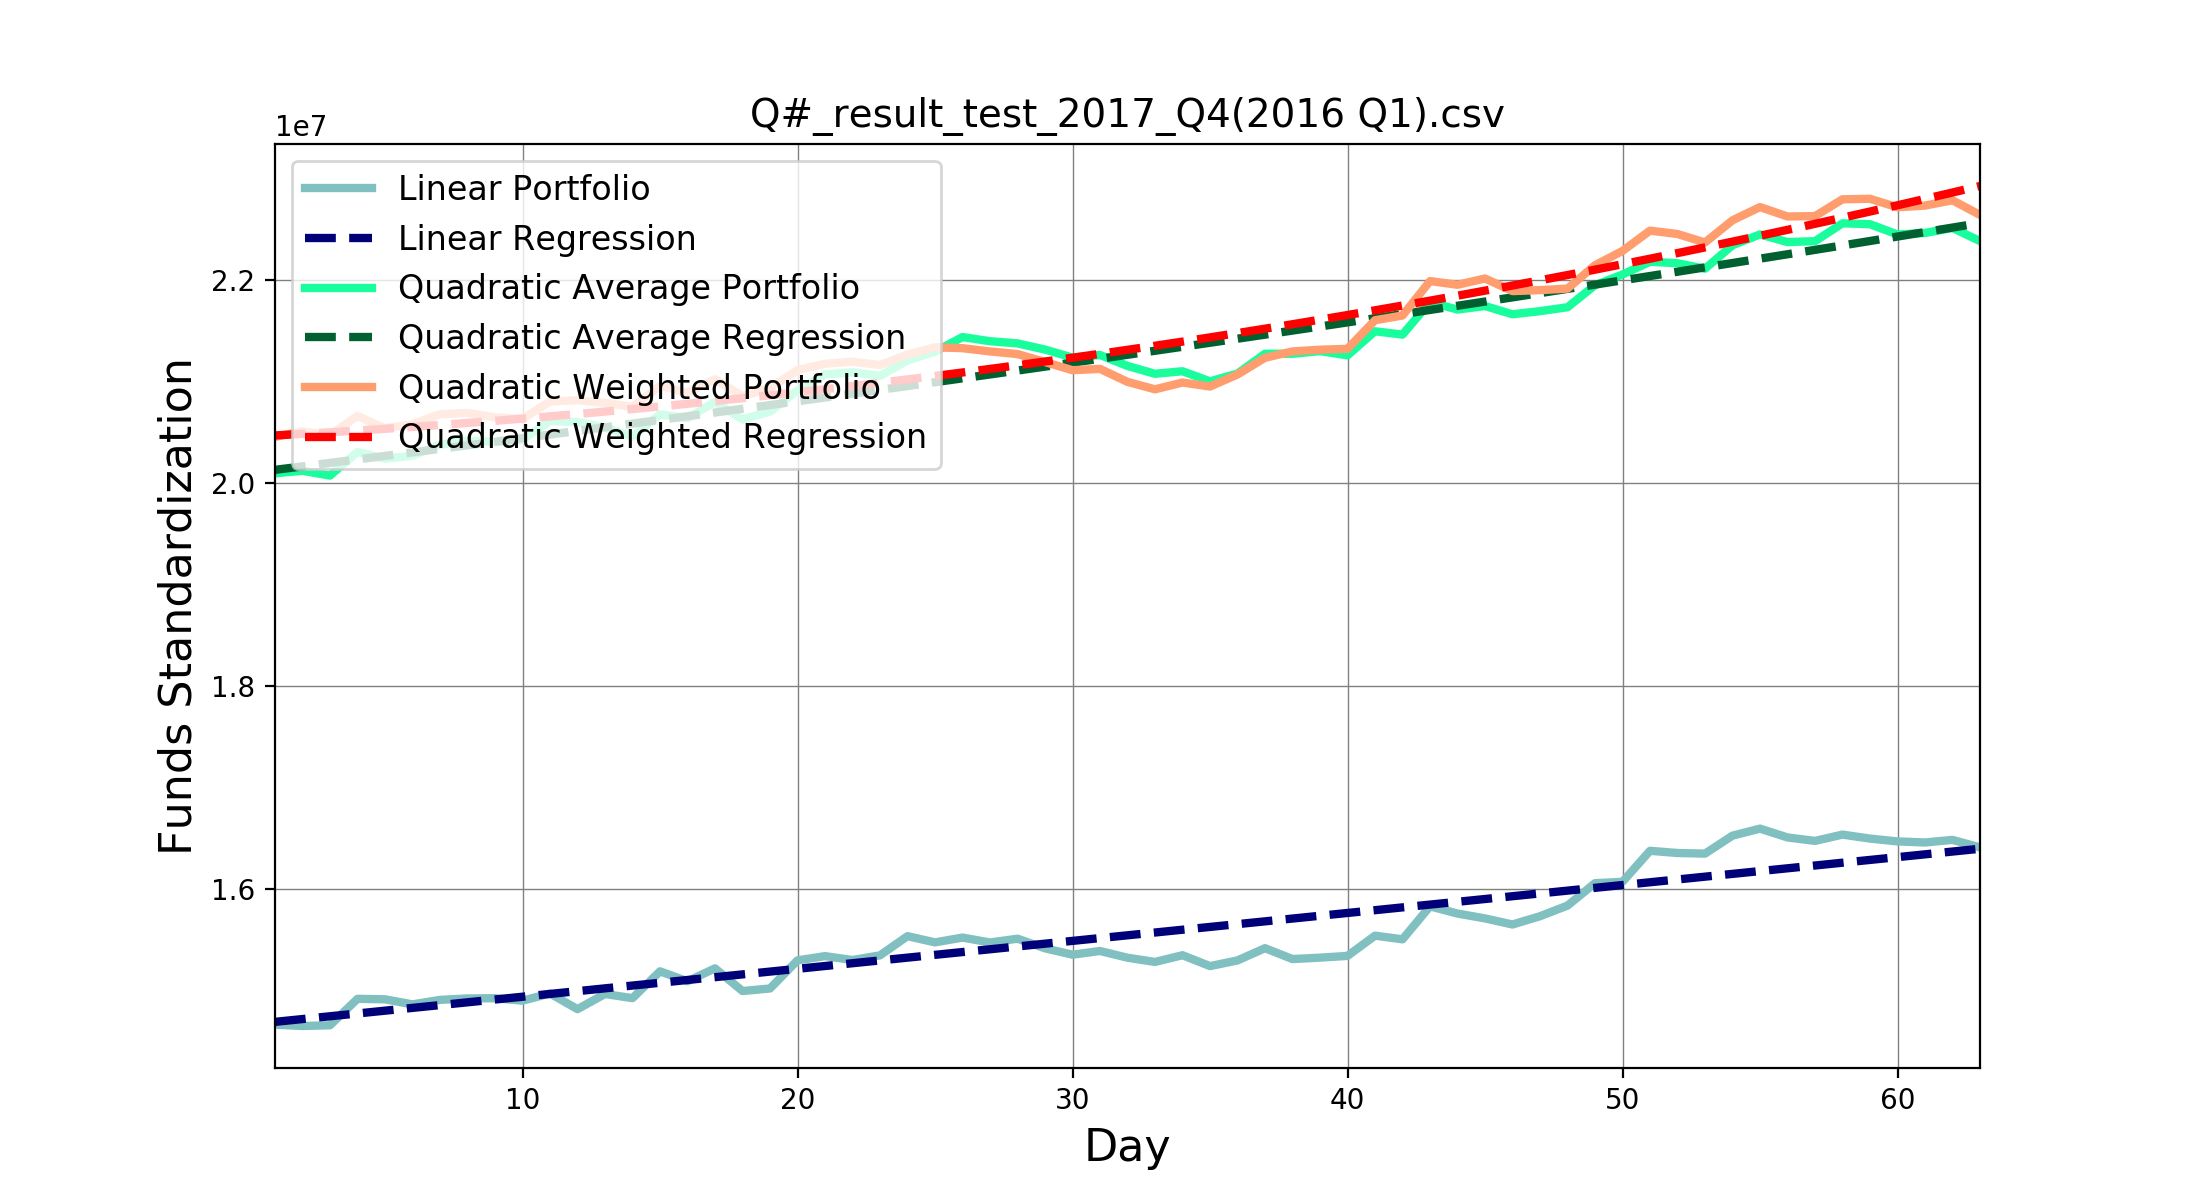 Q#_result_test_2017_Q4(2016 Q1).csv
1e7
Linear Portfolio
Linear Regression
Quadratic Average Portfolio
Quadratic Average Regression
Quadratic Weighted Portfolio
Quadratic Weighted Regression
2.2
2.0
1.8
1.6
Funds Standardization
10 20 30 40 50 60
Day